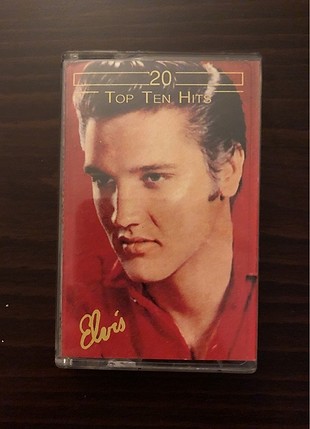 20
TOP TEN HITS
Elvis